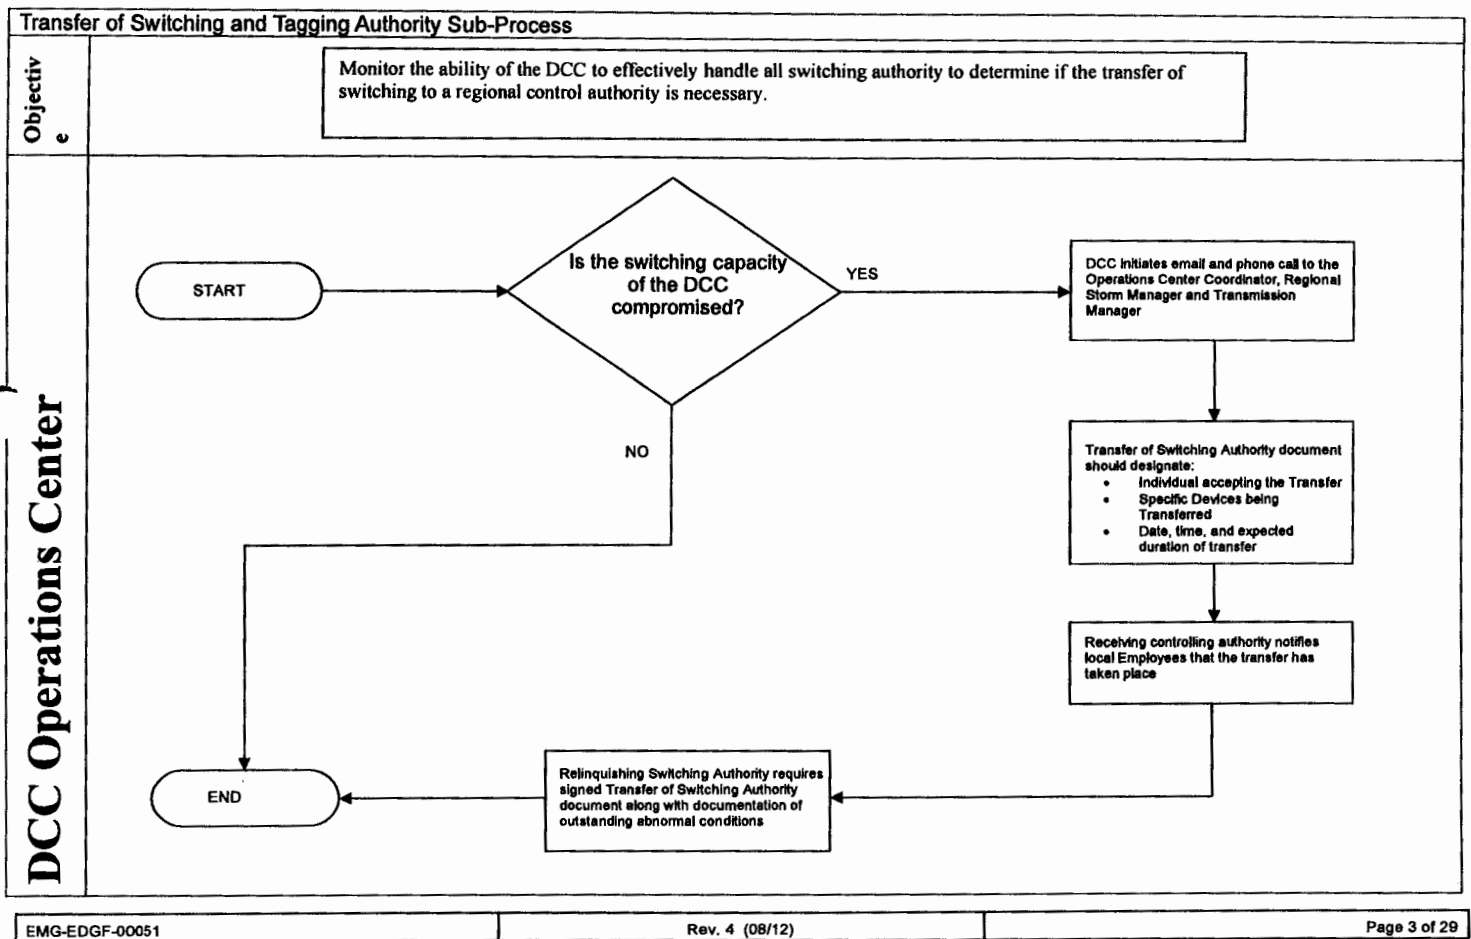 Transfer of Switching and Tagging Authority Sub-Process
Objectiv
e
Monitor the ability of the DCC to effectively handle all switching authority to determine if the transfer of
switching to a regional control authority is necessary.
DCC Operations Center
START
Is the switching capacity
of the DCC
compromised?
YES
NO
DCC initiates email and phone call to the
Operations Center Coordinator, Regional
Storm Manager and Transmission
Manager
Transfer of Switching Authority document
should designate:
• Individual accepting the Transfer
• Specific Devices being
Transferred
• Date, time, and expected
duration of transfer
Receiving controlling authority notifies
local Employees that the transfer has
taken place
Relinquishing Switching Authority requires
signed Transfer of Switching Authority
document along with documentation of
outstanding abnormal conditions
END
EMG-EDGF-00051
Rev. 4 (08/12)
Page 3 of 29